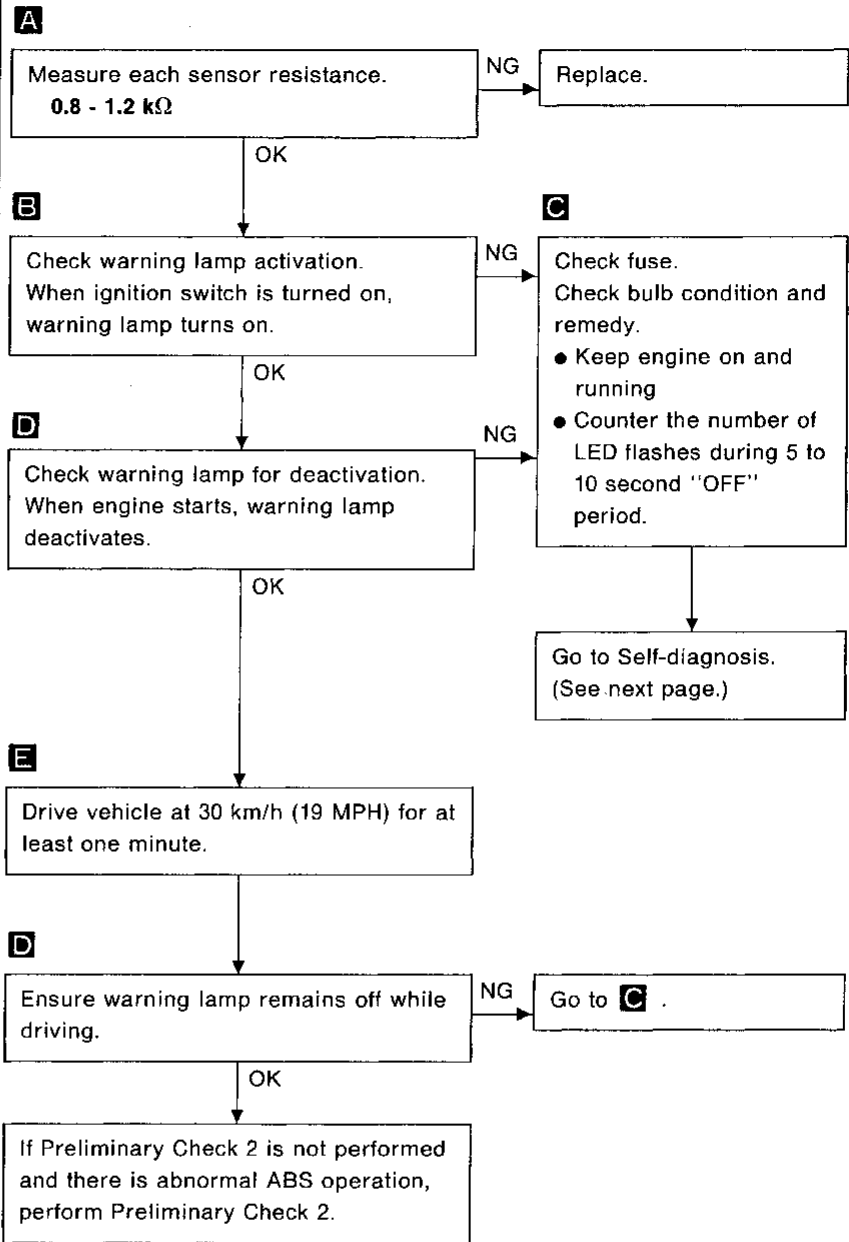 A
Measure each sensor resistance.
0.8 - 1.2 kΩ
NG
Replace.
OK
B
Check warning lamp activation.
When ignition switch is turned on,
warning lamp turns on.
NG
C
Check fuse.
Check bulb condition and
remedy.
● Keep engine on and
running
● Counter the number of
LED flashes during 5 to
10 second "OFF"
period.
OK
D
Check warning lamp for deactivation.
When engine starts, warning lamp
deactivates.
NG
OK
Go to Self-diagnosis.
(See next page.)
E
Drive vehicle at 30 km/h (19 MPH) for at
least one minute.
D
Ensure warning lamp remains off while
driving.
NG
Go to C .
OK
If Preliminary Check 2 is not performed
and there is abnormal ABS operation,
perform Preliminary Check 2.